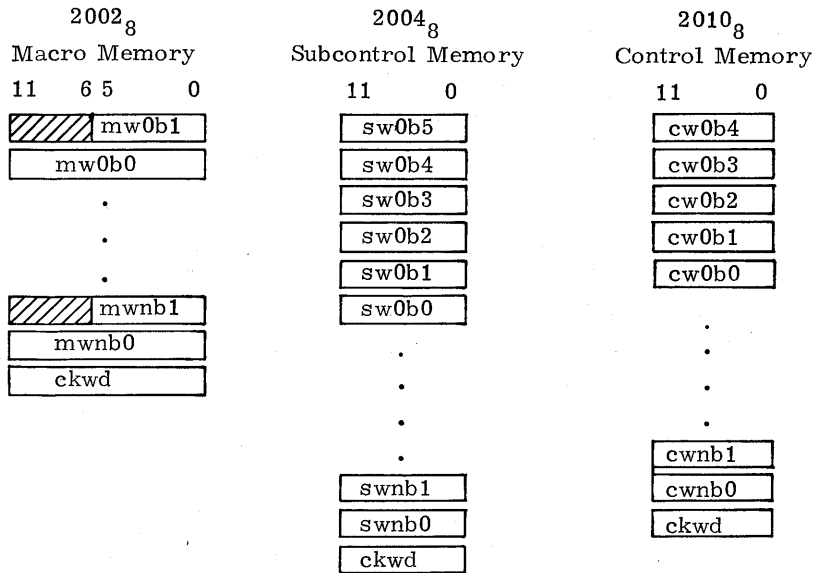 2002₈ 2004₈ 2010₈
Macro Memory Subcontrol Memory Control Memory
11 6 5 0 11 0 11 0
mw0b1 sw0b5 cw0b4
mw0b0 sw0b4 cw0b3
sw0b3 cw0b2
sw0b2 cw0b1
sw0b1 cw0b0
mwnb1 sw0b0
mwnb0
ckwd
cwnb1
swnb1 cwnb0
swnb0 ckwd
ckwd